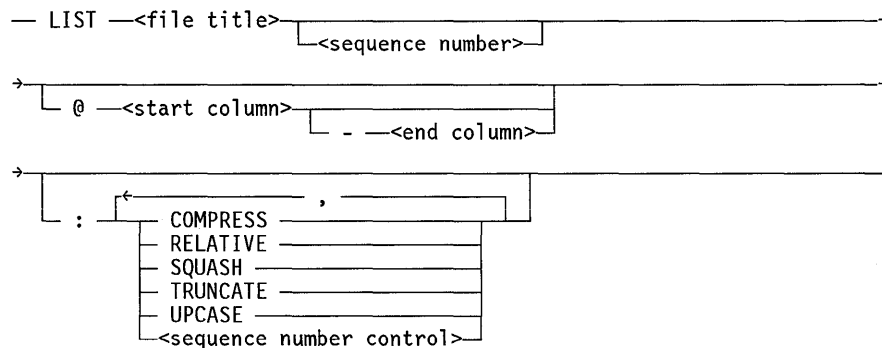 LIST <file title>
<sequence number>
@ <start column>
- <end column>
,
: COMPRESS
RELATIVE
SQUASH
TRUNCATE
UPCASE
<sequence number control>